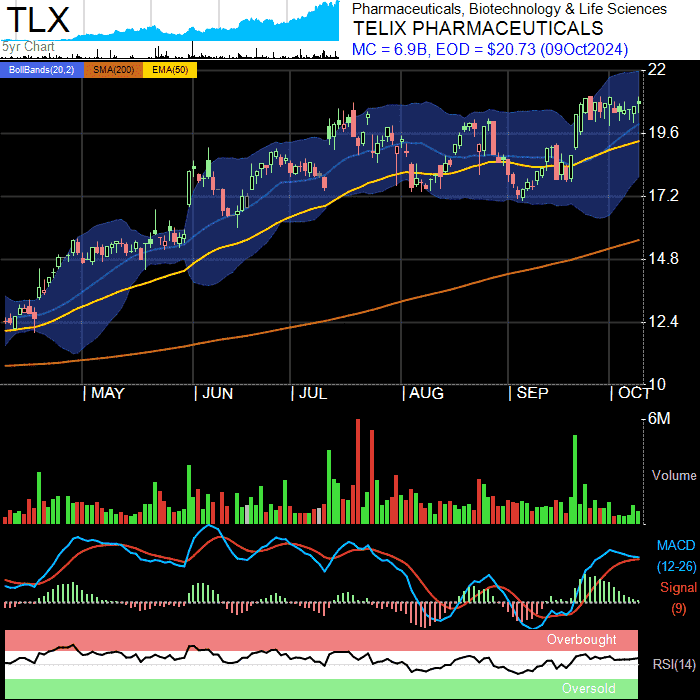 TLX
Pharmaceuticals, Biotechnology & Life Sciences
TELIX PHARMACEUTICALS
MC = 6.9B, EOD = $20.73 (09Oct2024)
5yr Chart
BollBands(20,2) SMA(200) EMA(50)
22
19.6
17.2
14.8
12.4
10
| MAY | JUN | JUL | AUG | SEP | OCT
6M
Volume
MACD
(12-26)
Signal
(9)
Overbought
RSI(14)
Oversold